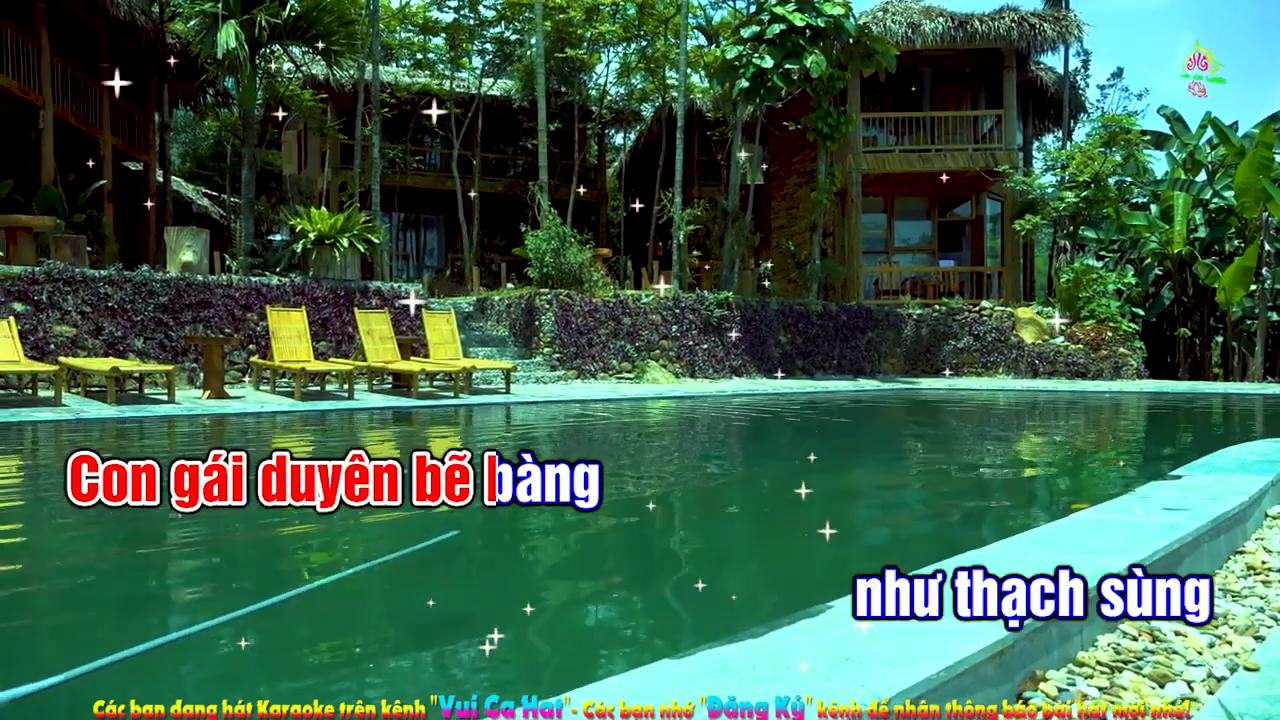 Con gái duyên bẽ bàng
như thạch sùng
Các bạn đang hát Karaoke trên kênh "Vui Ca Hát" - Các bạn nhớ "Đăng Ký" kênh để nhận thông báo bài hát mới nhé!